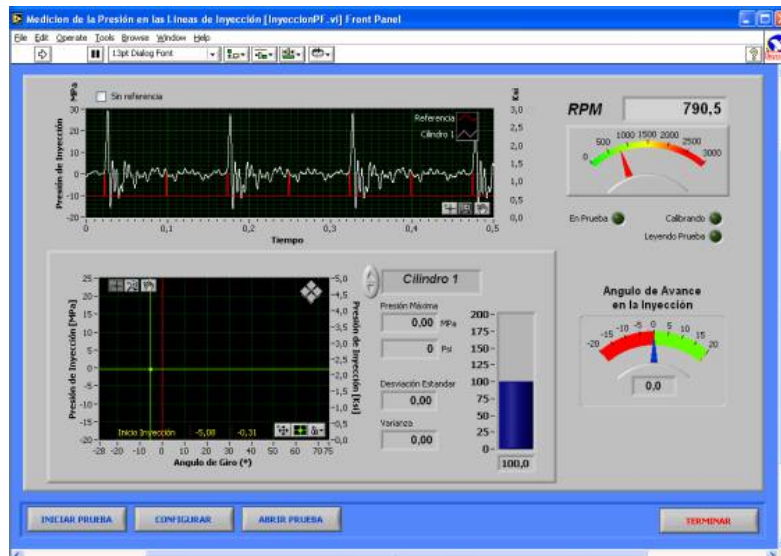 Medicion de la Presión en las Líneas de Inyección [InyeccionPF.vi] Front Panel
File Edit Operate Tools Browse Window Help
13pt Dialog Font
Sin referencia
MPa
Ksi
Presión de Inyección
30
20
10
0
-10
-20
Referencia
Cilindro 1
3,0
2,5
2,0
1,5
1,0
0,5
0,0
0 0,1 0,2 0,3 0,4 0,5
Tiempo
RPM 790,5
0 500 1000 1500 2000 2500 3000
En Prueba Calibrando
Leyendo Prueba
Presión de Inyección [MPa]
25
20
15
10
5
0
-5
-10
-15
-20
Inicio Inyección -5,08 -0,31
-28 -20 -10 0 10 20 30 40 50 60 70 75
Angulo de Giro (°)
-5,0
-4,5
-4,0
-3,5
-3,0
-2,5
-2,0
-1,5
-1,0
-0,5
-0,0
Presión de Inyección [Ksi]
Cilindro 1
Presión Máxima
0,00 MPa
0 Psi
Desviación Estandar
0,00
Varianza
0,00
200
175
150
125
100
75
50
25
0
100,0
Angulo de Avance
en la Inyección
-20 -15 -10 -5 0 5 10 15 20
0,0
INICIAR PRUEBA CONFIGURAR ABRIR PRUEBA TERMINAR